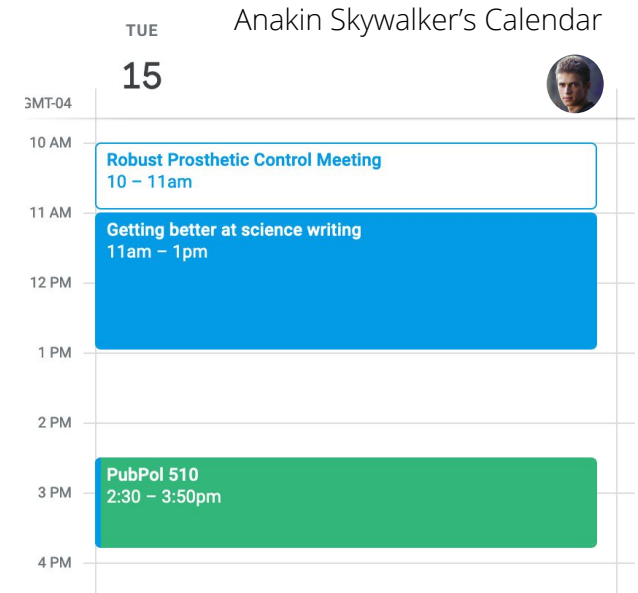 Anakin Skywalker’s Calendar
TUE
15
GMT-04
10 AM
Robust Prosthetic Control Meeting
10 – 11am
11 AM
Getting better at science writing
11am – 1pm
12 PM
1 PM
2 PM
PubPol 510
2:30 – 3:50pm
3 PM
4 PM